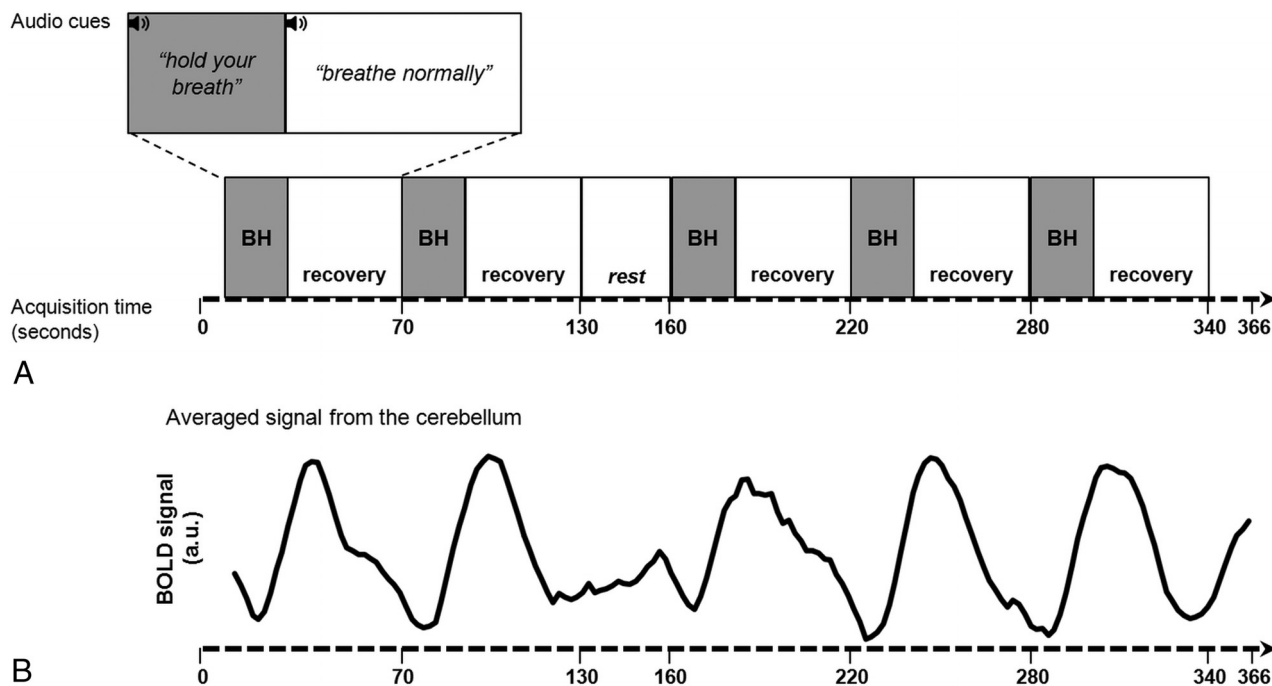 Audio cues
“hold your
breath”
“breathe normally”
BH
BH
BH
BH
BH
recovery
recovery
rest
recovery
recovery
recovery
Acquisition time
(seconds)
0 70 130 160 220 280 340 366
A
Averaged signal from the cerebellum
BOLD signal
(a.u.)
B
0 70 130 160 220 280 340 366